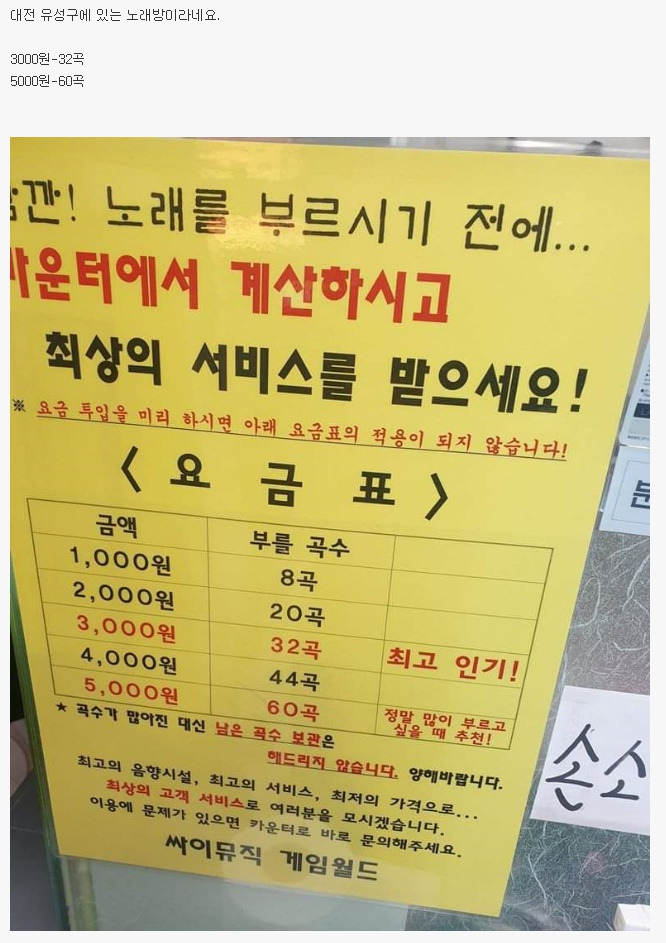 대전 유성구에 있는 노래방이라네요.
3000원-32곡
5000원-60곡
깐! 노래를 부르시기 전에...
카운터에서 계산하시고
최상의 서비스를 받으세요!
※ 요금 투입을 미리 하시면 아래 요금표의 적용이 되지 않습니다!
< 요 금 표 >
금액 부를 곡수
1,000원 8곡
2,000원 20곡
3,000원 32곡 최고 인기!
4,000원 44곡
5,000원 60곡 정말 많이 부르고 싶을 때 추천!
★ 곡수가 많아진 대신 남은 곡수 보관은
해드리지 않습니다. 양해바랍니다.
최고의 음향시설, 최고의 서비스, 최저의 가격으로...
최상의 고객 서비스로 여러분을 모시겠습니다.
이용에 문제가 있으면 카운터로 바로 문의해주세요.
싸이뮤직 게임월드
분
손소